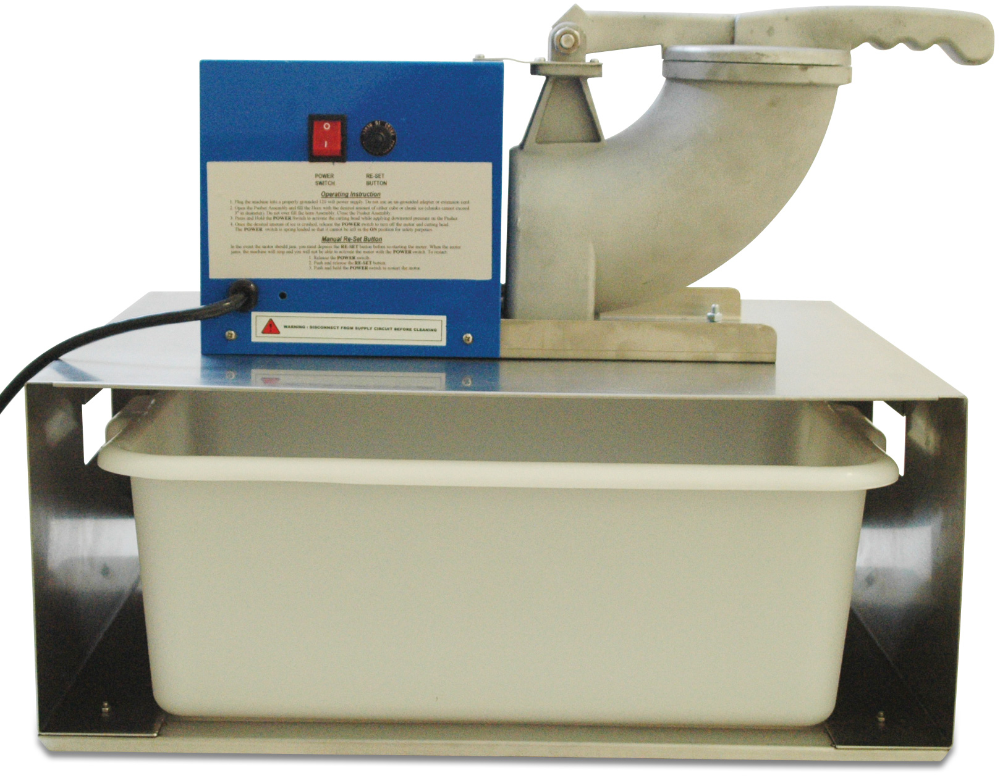 O
I
POWER SWITCH
RE-SET BUTTON
Operating Instruction
1. Plug the machine into a properly grounded 120 volt power supply. Do not use an un-grounded adapter or extension cord
2. Open the Pusher Assembly and fill the Horn with the desired amount of either cube or chunk ice (chunks cannot exceed
3" in diameter). Do not over fill the horn Assembly. Close the Pusher Assembly.
3. Press and Hold the POWER Switch to activate the cutting head while applying downward pressure on the Pusher
4. Once the desired amount of ice is crushed, release the POWER switch to turn off the motor and cutting head
The POWER switch is spring loaded so that it cannot be left in the ON position for safety purposes.
Manual Re-Set Button
In the event the motor should jam, you must depress the RE-SET button before re-starting the motor. When the motor
jams, the machine will stop and you will not be able to activate the motor with the POWER switch. To restart:
1. Release the POWER swicth.
2. Push and release the RE-SET button.
3. Push and hold the POWER switch to restart the motor
WARNING - DISCONNECT FROM SUPPLY CIRCUIT BEFORE CLEANING